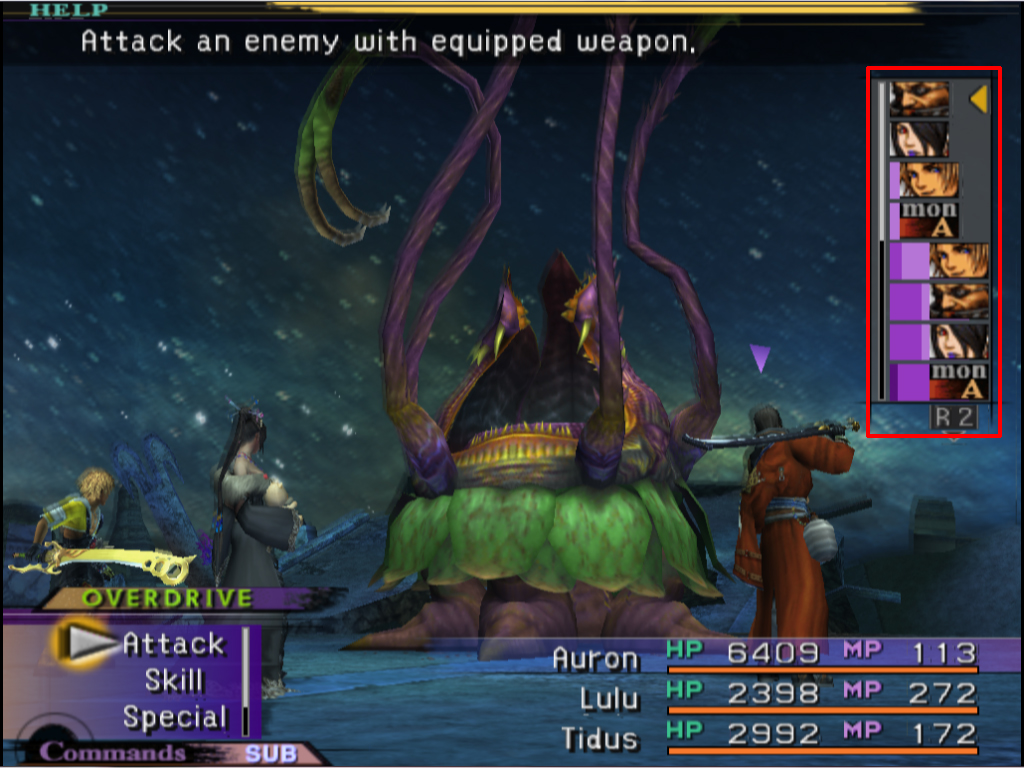 HELP
Attack an enemy with equipped weapon.
mon
A
mon
A
R2
OVERDRIVE
Attack
Skill
Special
Commands SUB
Auron HP 6409 MP 113
Lulu HP 2398 MP 272
Tidus HP 2992 MP 172